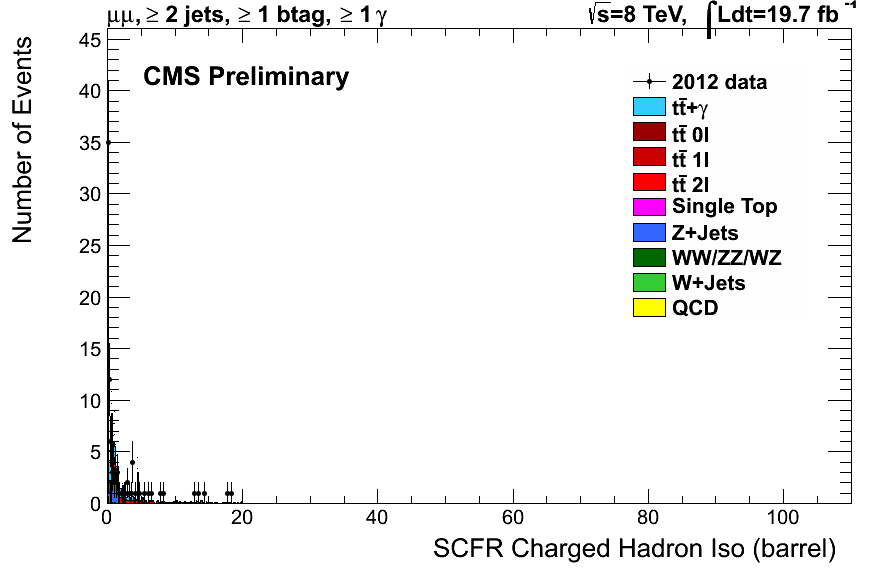 μμ, ≥ 2 jets, ≥ 1 btag, ≥ 1 γ
√s=8 TeV, ∫Ldt=19.7 fb⁻¹
CMS Preliminary
Number of Events
45
40
35
30
25
20
15
10
5
0
2012 data
tt̄+γ
tt̄ 0l
tt̄ 1l
tt̄ 2l
Single Top
Z+Jets
WW/ZZ/WZ
W+Jets
QCD
0 20 40 60 80 100
SCFR Charged Hadron Iso (barrel)